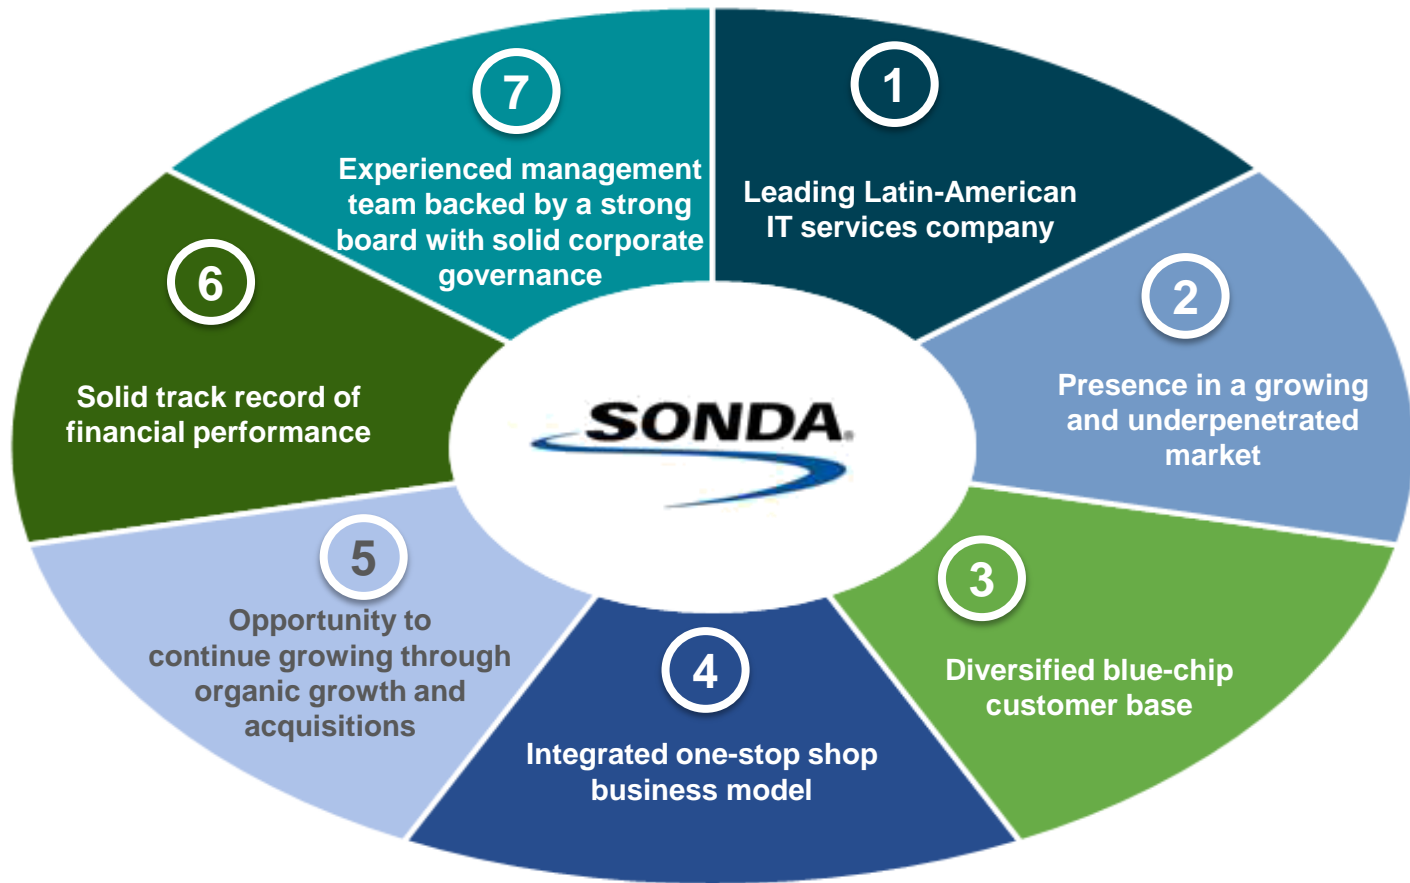 1
Leading Latin-American
IT services company
2
Presence in a growing
and underpenetrated
market
3
Diversified blue-chip
customer base
4
Integrated one-stop shop
business model
5
Opportunity to
continue growing through
organic growth and
acquisitions
6
Solid track record of
financial performance
7
Experienced management
team backed by a strong
board with solid corporate
governance
SONDA®